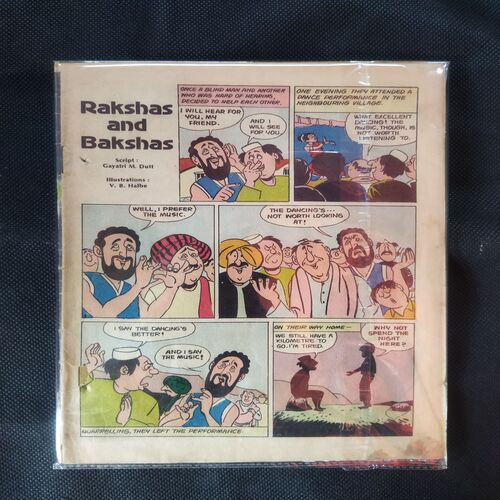 Rakshas
and
Bakshas
Script :
Gayatri M. Dutt
Illustrations :
V. B. Halbe
ONCE A BLIND MAN AND ANOTHER
WHO WAS HARD OF HEARING,
DECIDED TO HELP EACH OTHER.
I WILL HEAR FOR
YOU, MY
FRIEND.
AND I
WILL SEE
FOR YOU.
ONE EVENING THEY ATTENDED A
DANCE PERFORMANCE IN THE
NEIGHBOURING VILLAGE.
WHAT EXCELLENT
DANCING! THE
MUSIC, THOUGH, IS
NOT WORTH
LISTENING TO.
WELL, I PREFER
THE MUSIC.
THE DANCING'S---
NOT WORTH LOOKING
AT!
I SAY THE DANCING'S
BETTER!
AND I SAY
THE MUSIC!
QUARRELLING, THEY LEFT THE PERFORMANCE.
ON THEIR WAY HOME—
WE STILL HAVE A
KILOMETRE TO
GO. I'M TIRED.
WHY NOT
SPEND THE
NIGHT
HERE?